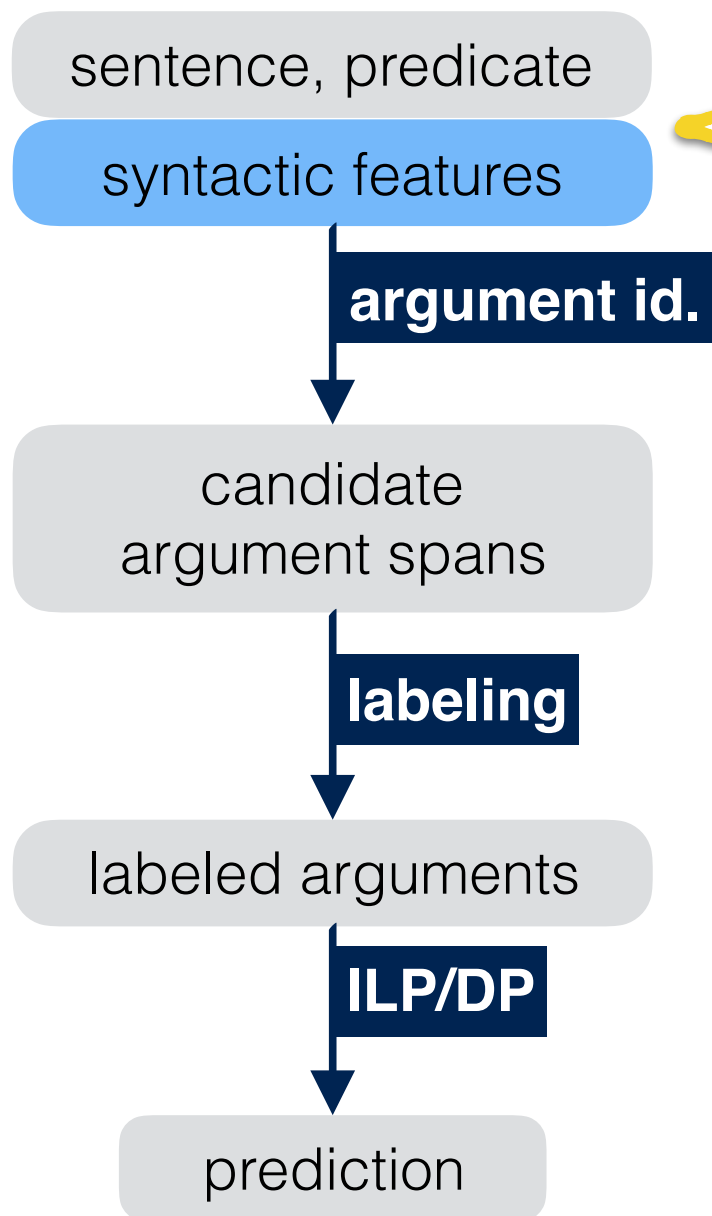 sentence, predicate
syntactic features
argument id.
candidate
argument spans
labeling
labeled arguments
ILP/DP
prediction